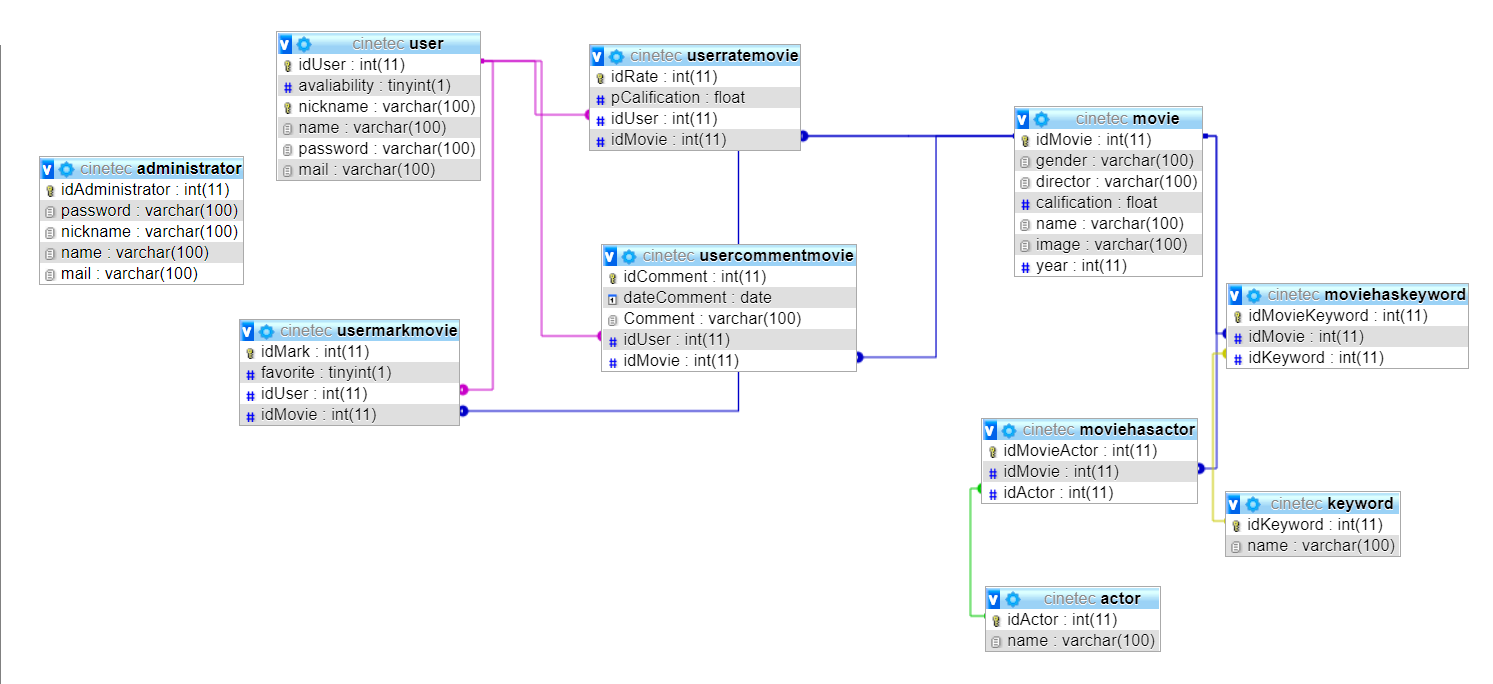 cinetec user
idUser : int(11)
avaliability : tinyint(1)
nickname : varchar(100)
name : varchar(100)
password : varchar(100)
mail : varchar(100)
cinetec userratemovie
idRate : int(11)
pCalification : float
idUser : int(11)
idMovie : int(11)
cinetec movie
idMovie : int(11)
gender : varchar(100)
director : varchar(100)
calification : float
name : varchar(100)
image : varchar(100)
year : int(11)
cinetec administrator
idAdministrator : int(11)
password : varchar(100)
nickname : varchar(100)
name : varchar(100)
mail : varchar(100)
cinetec usercommentmovie
idComment : int(11)
dateComment : date
Comment : varchar(100)
idUser : int(11)
idMovie : int(11)
cinetec moviehaskeyword
idMovieKeyword : int(11)
idMovie : int(11)
idKeyword : int(11)
cinetec usermarkmovie
idMark : int(11)
favorite : tinyint(1)
idUser : int(11)
idMovie : int(11)
cinetec moviehasactor
idMovieActor : int(11)
idMovie : int(11)
idActor : int(11)
cinetec keyword
idKeyword : int(11)
name : varchar(100)
cinetec actor
idActor : int(11)
name : varchar(100)